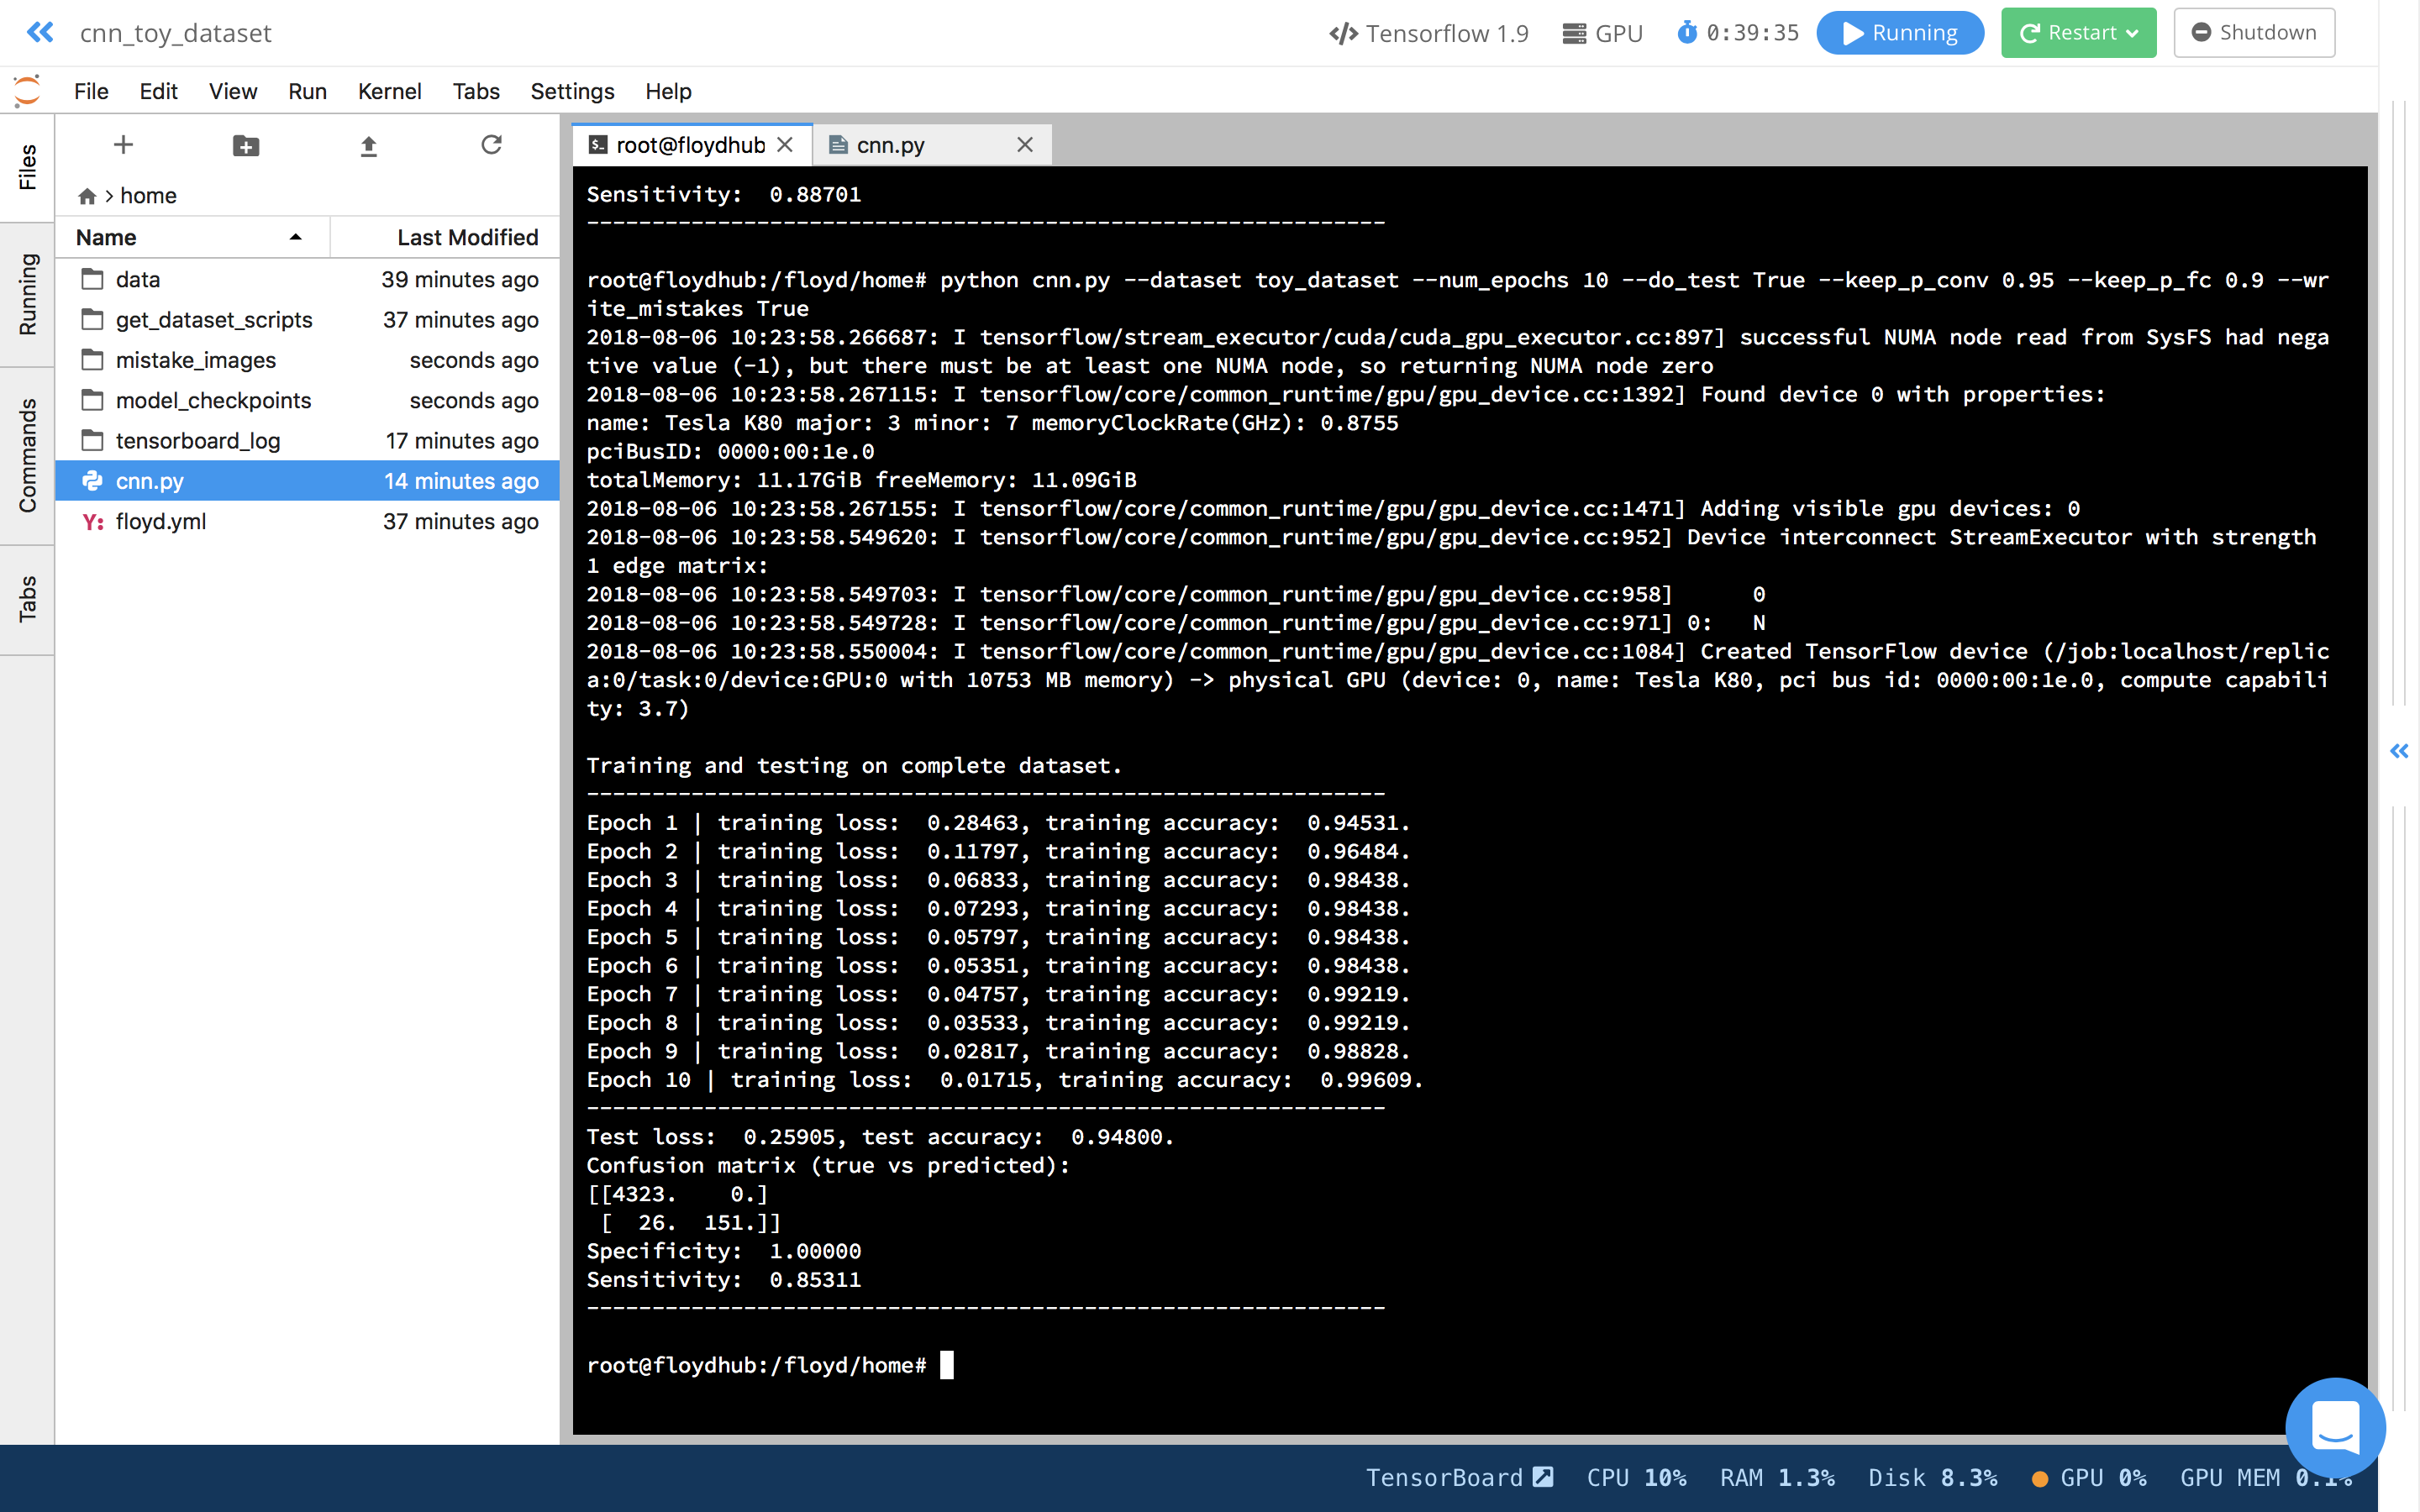 cnn_toy_dataset
Tensorflow 1.9 GPU 0:39:35 Running Restart Shutdown
File Edit View Run Kernel Tabs Settings Help
Files
Running
Commands
Tabs
home
Name Last Modified
data 39 minutes ago
get_dataset_scripts 37 minutes ago
mistake_images seconds ago
model_checkpoints seconds ago
tensorboard_log 17 minutes ago
cnn.py 14 minutes ago
Y: floyd.yml 37 minutes ago
root@floydhub cnn.py
Sensitivity:  0.88701
-------------------------------------------------------------
root@floydhub:/floyd/home# python cnn.py --dataset toy_dataset --num_epochs 10 --do_test True --keep_p_conv 0.95 --keep_p_fc 0.9 --wr
ite_mistakes True
2018-08-06 10:23:58.266687: I tensorflow/stream_executor/cuda/cuda_gpu_executor.cc:897] successful NUMA node read from SysFS had nega
tive value (-1), but there must be at least one NUMA node, so returning NUMA node zero
2018-08-06 10:23:58.267115: I tensorflow/core/common_runtime/gpu/gpu_device.cc:1392] Found device 0 with properties:
name: Tesla K80 major: 3 minor: 7 memoryClockRate(GHz): 0.8755
pciBusID: 0000:00:1e.0
totalMemory: 11.17GiB freeMemory: 11.09GiB
2018-08-06 10:23:58.267155: I tensorflow/core/common_runtime/gpu/gpu_device.cc:1471] Adding visible gpu devices: 0
2018-08-06 10:23:58.549620: I tensorflow/core/common_runtime/gpu/gpu_device.cc:952] Device interconnect StreamExecutor with strength
1 edge matrix:
2018-08-06 10:23:58.549703: I tensorflow/core/common_runtime/gpu/gpu_device.cc:958]      0
2018-08-06 10:23:58.549728: I tensorflow/core/common_runtime/gpu/gpu_device.cc:971] 0:   N
2018-08-06 10:23:58.550004: I tensorflow/core/common_runtime/gpu/gpu_device.cc:1084] Created TensorFlow device (/job:localhost/replic
a:0/task:0/device:GPU:0 with 10753 MB memory) -> physical GPU (device: 0, name: Tesla K80, pci bus id: 0000:00:1e.0, compute capabili
ty: 3.7)
Training and testing on complete dataset.
-------------------------------------------------------------
Epoch 1 | training loss:  0.28463, training accuracy:  0.94531.
Epoch 2 | training loss:  0.11797, training accuracy:  0.96484.
Epoch 3 | training loss:  0.06833, training accuracy:  0.98438.
Epoch 4 | training loss:  0.07293, training accuracy:  0.98438.
Epoch 5 | training loss:  0.05797, training accuracy:  0.98438.
Epoch 6 | training loss:  0.05351, training accuracy:  0.98438.
Epoch 7 | training loss:  0.04757, training accuracy:  0.99219.
Epoch 8 | training loss:  0.03533, training accuracy:  0.99219.
Epoch 9 | training loss:  0.02817, training accuracy:  0.98828.
Epoch 10 | training loss:  0.01715, training accuracy:  0.99609.
-------------------------------------------------------------
Test loss:  0.25905, test accuracy:  0.94800.
Confusion matrix (true vs predicted):
[[4323.    0.]
 [  26.  151.]]
Specificity:  1.00000
Sensitivity:  0.85311
-------------------------------------------------------------
root@floydhub:/floyd/home#
TensorBoard CPU 10% RAM 1.3% Disk 8.3% GPU 0% GPU MEM 0.1%